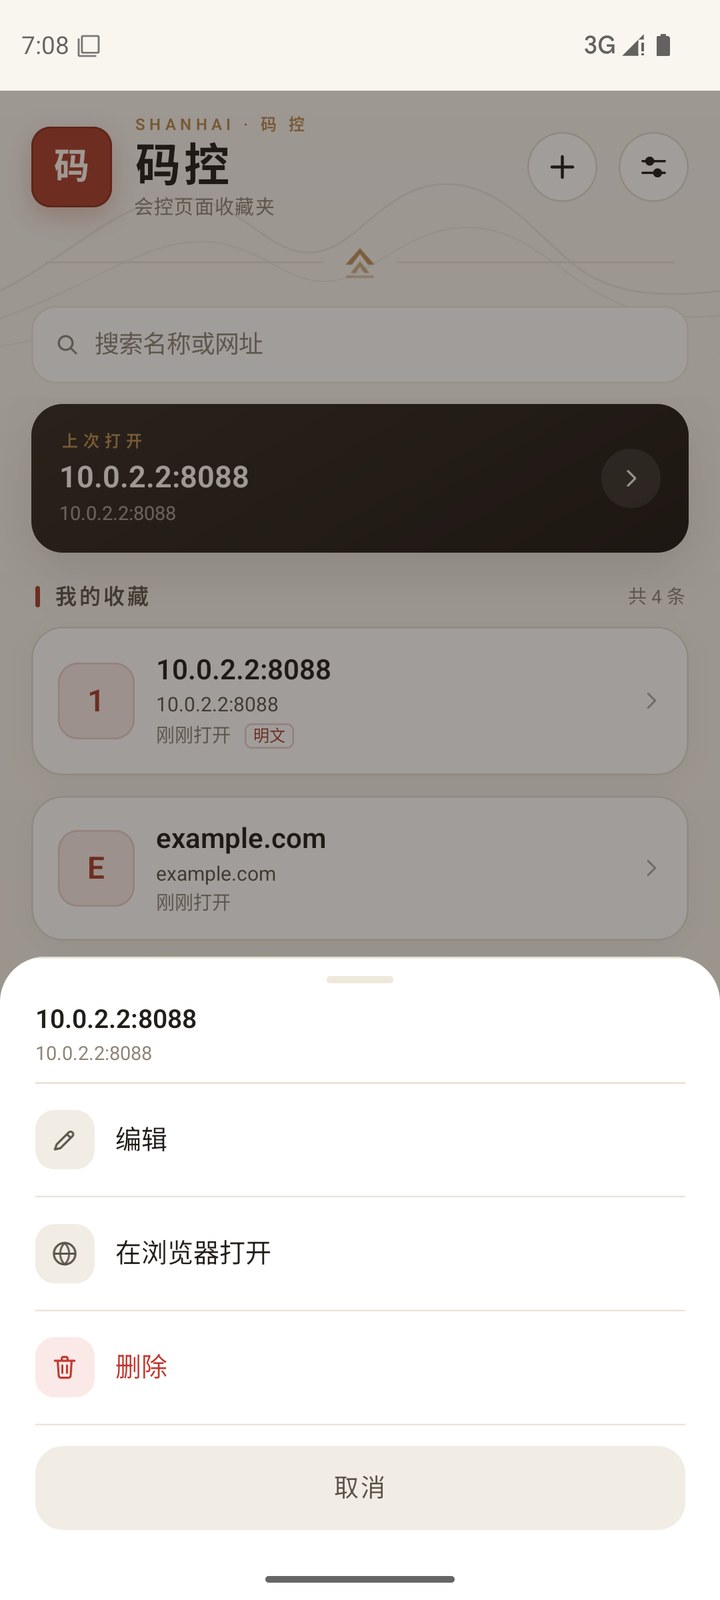 7:08
3G
码
SHANHAI · 码 控
码控
会控页面收藏夹
搜索名称或网址
上次打开
10.0.2.2:8088
10.0.2.2:8088
我的收藏
共 4 条
1
10.0.2.2:8088
10.0.2.2:8088
刚刚打开 明文
E
example.com
example.com
刚刚打开
10.0.2.2:8088
10.0.2.2:8088
编辑
在浏览器打开
删除
取消